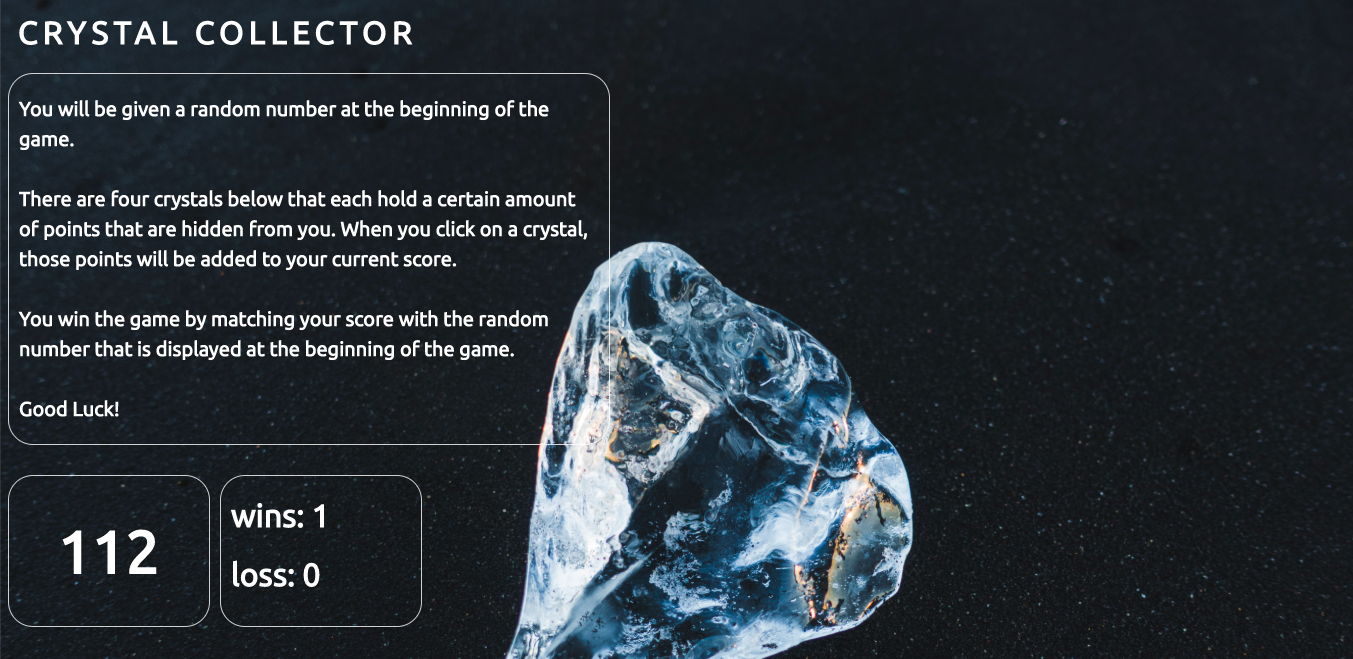 CRYSTAL COLLECTOR
You will be given a random number at the beginning of the
game.
There are four crystals below that each hold a certain amount
of points that are hidden from you. When you click on a crystal,
those points will be added to your current score.
You win the game by matching your score with the random
number that is displayed at the beginning of the game.
Good Luck!
112
wins: 1
loss: 0